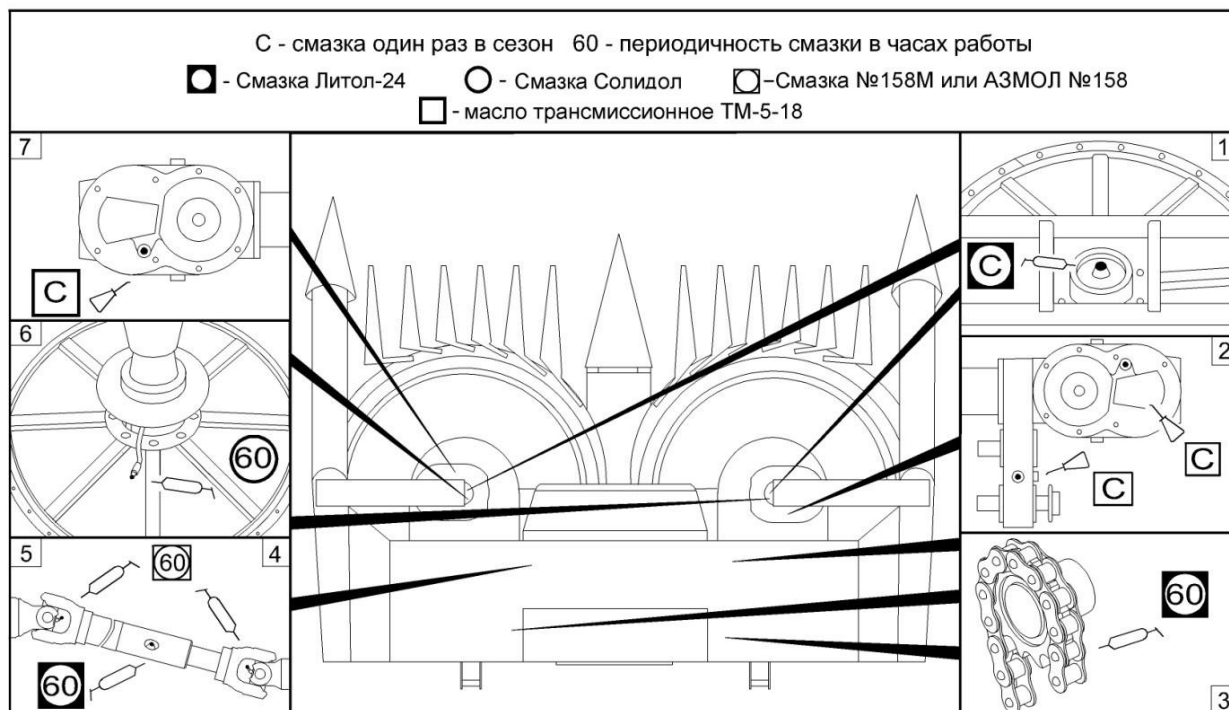 С - смазка один раз в сезон 60 - периодичность смазки в часах работы
- Смазка Литол-24 - Смазка Солидол –Смазка №158М или АЗМОЛ №158
- масло трансмиссионное ТМ-5-18
7
С
6
60
5
60
4
60
1
С
2
С
С
60
3